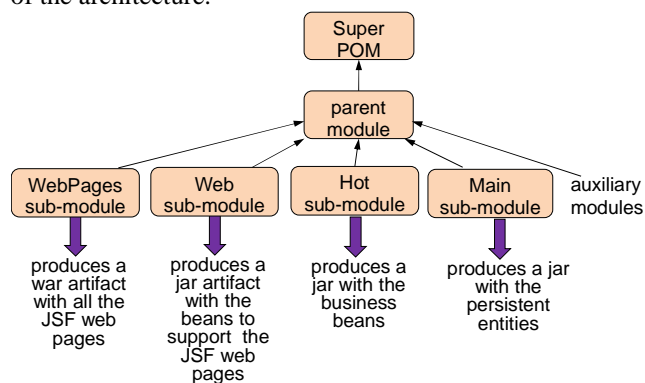 of the architecture.
Super
POM
parent
module
WebPages
sub-module
Web
sub-module
Hot
sub-module
Main
sub-module
auxiliary
modules
produces a
war artifact
with all the
JSF web
pages
produces a
jar artifact
with the
beans to
support the
JSF web
pages
produces a
jar with the
business
beans
produces a jar
with the
persistent
entities